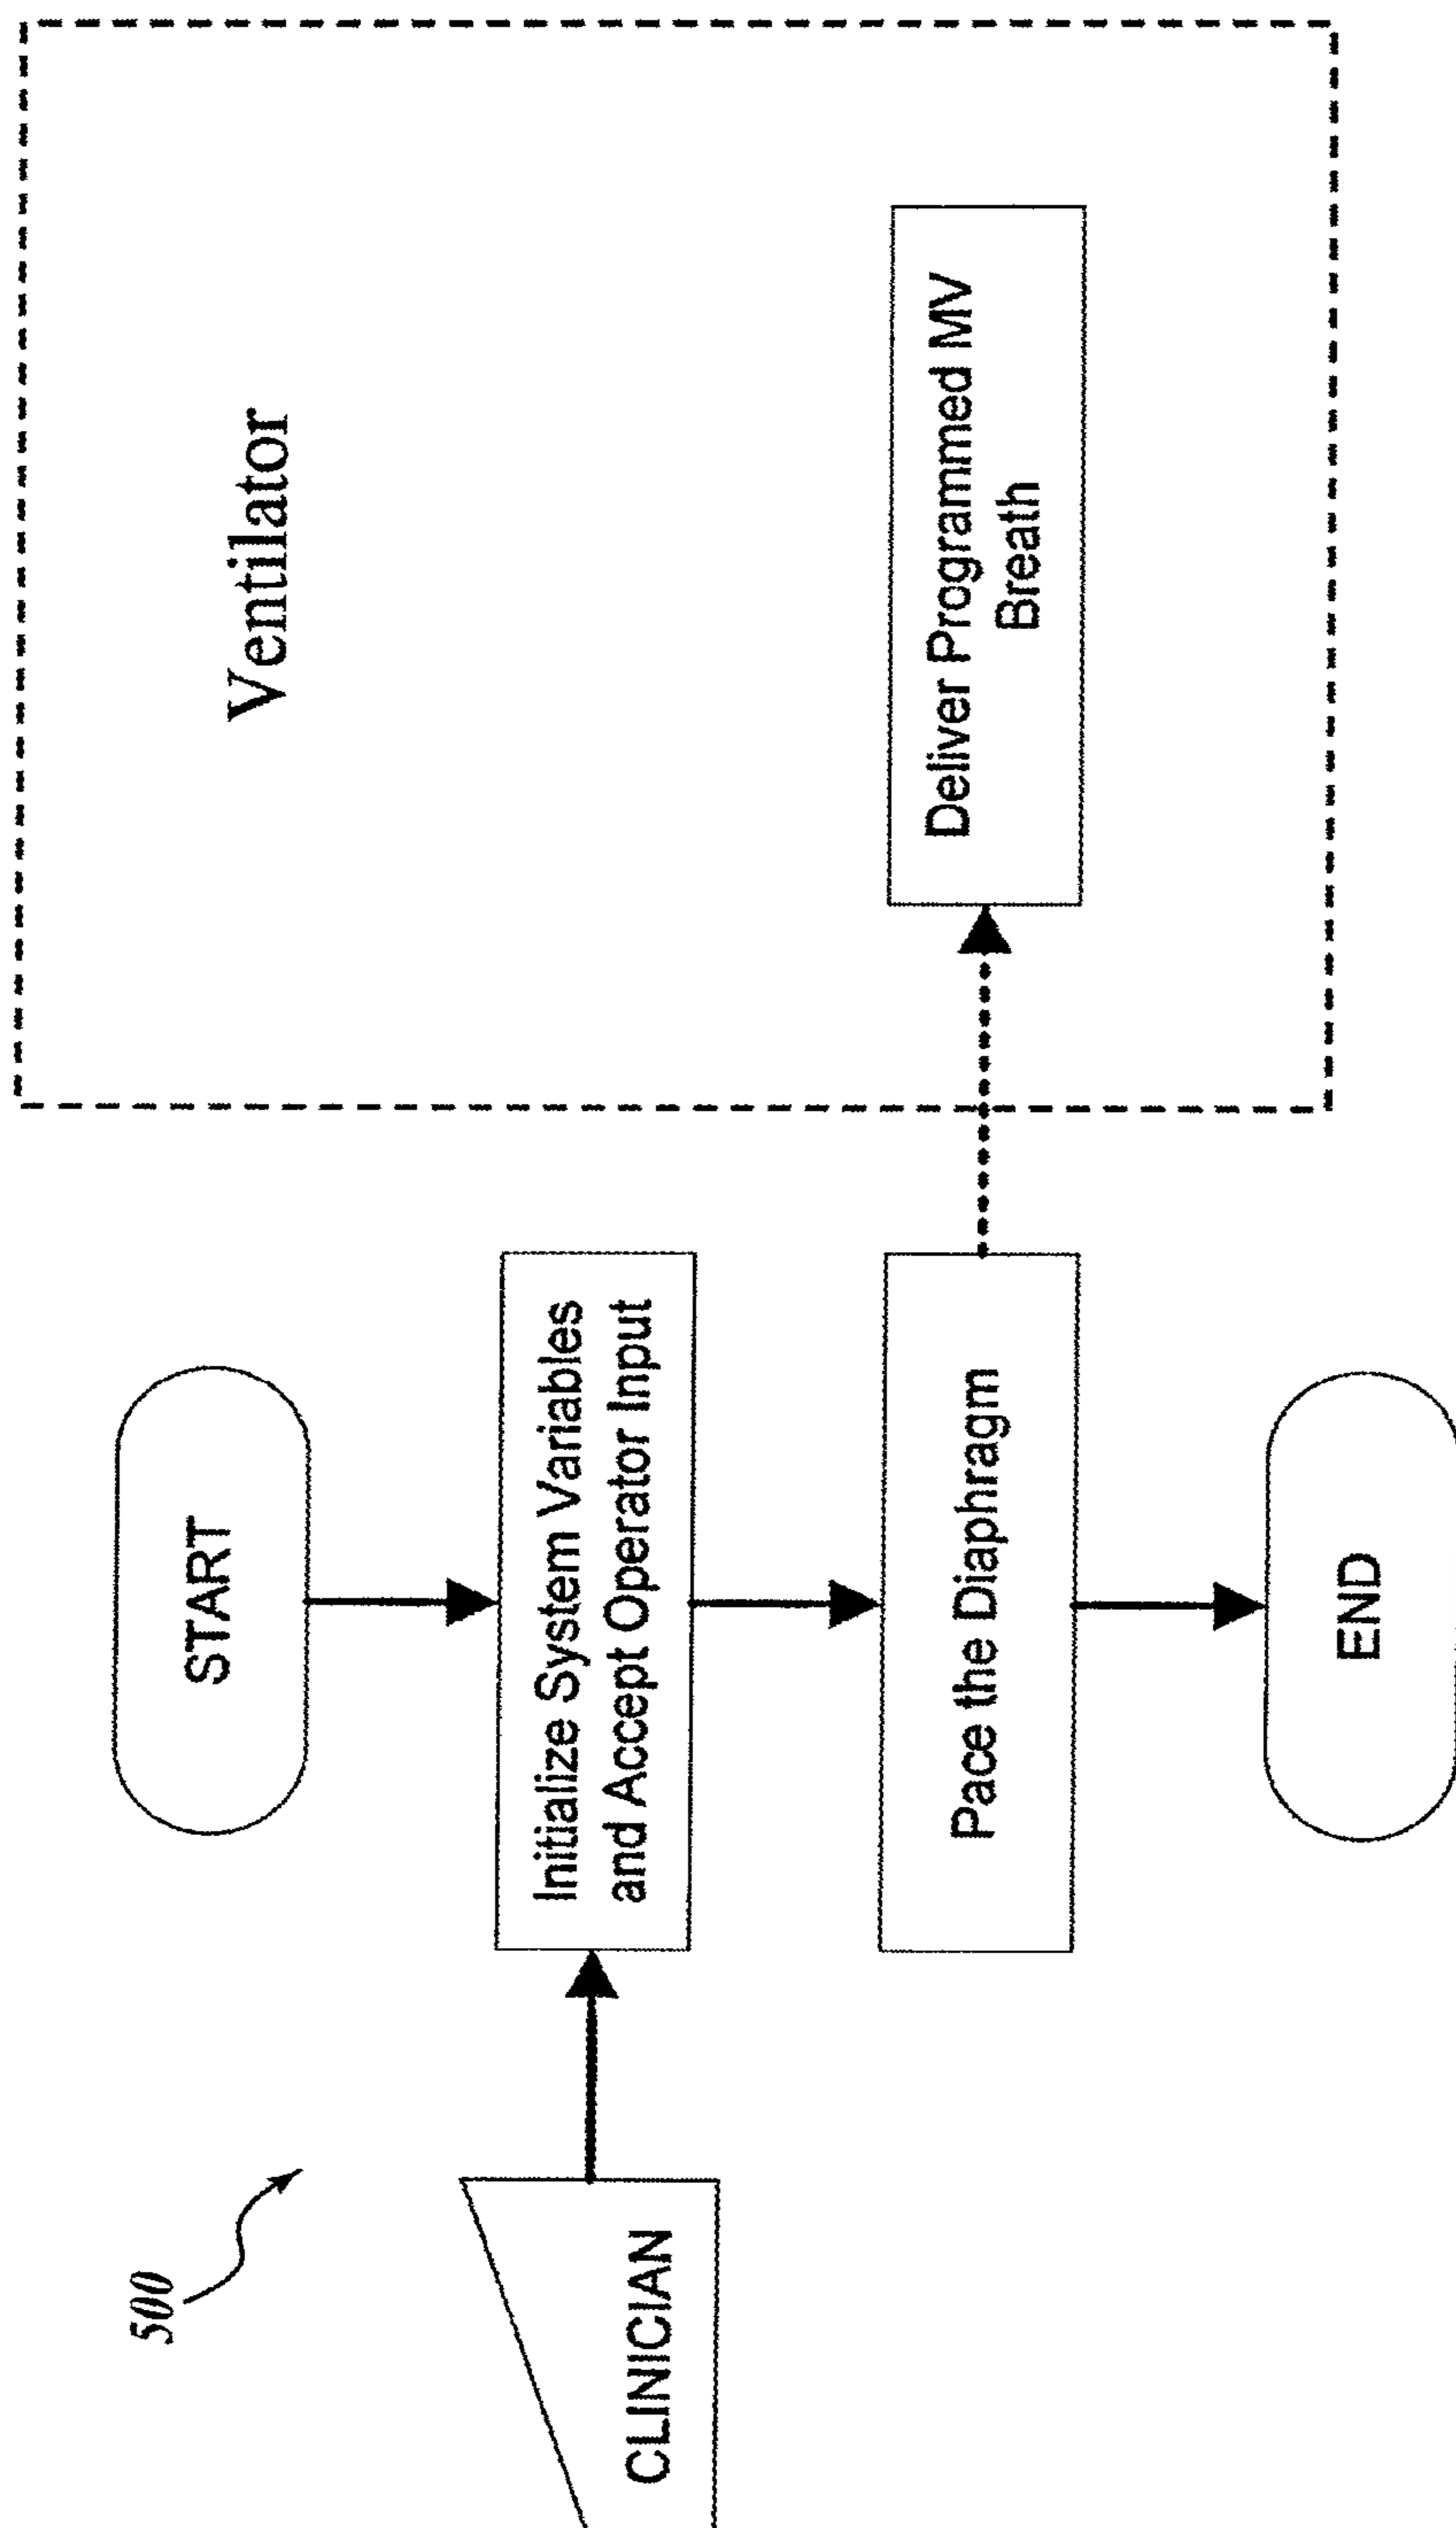 500
START
Ventilator
CLINICIAN
Initialize System Variables
and Accept Operator Input
Pace the Diaphragm
Deliver Programmed MV
Breath
END